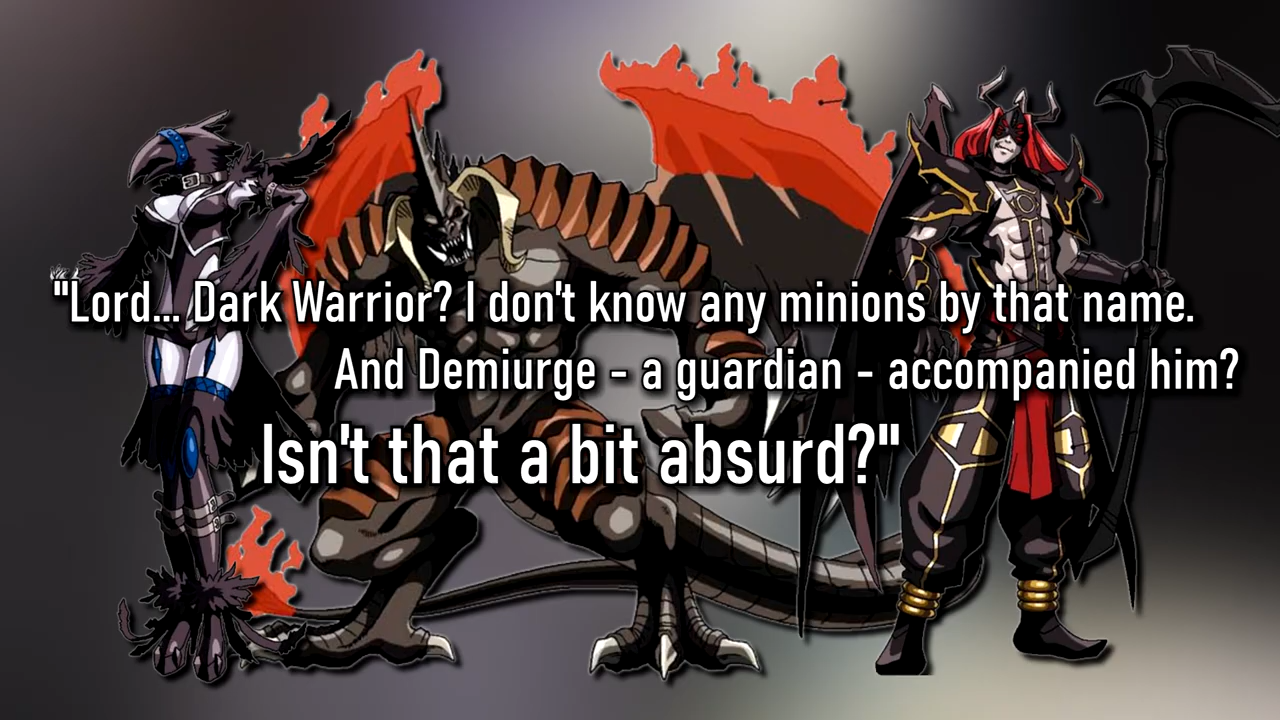 "Lord... Dark Warrior? I don't know any minions by that name.
And Demiurge - a guardian - accompanied him?
Isn't that a bit absurd?"